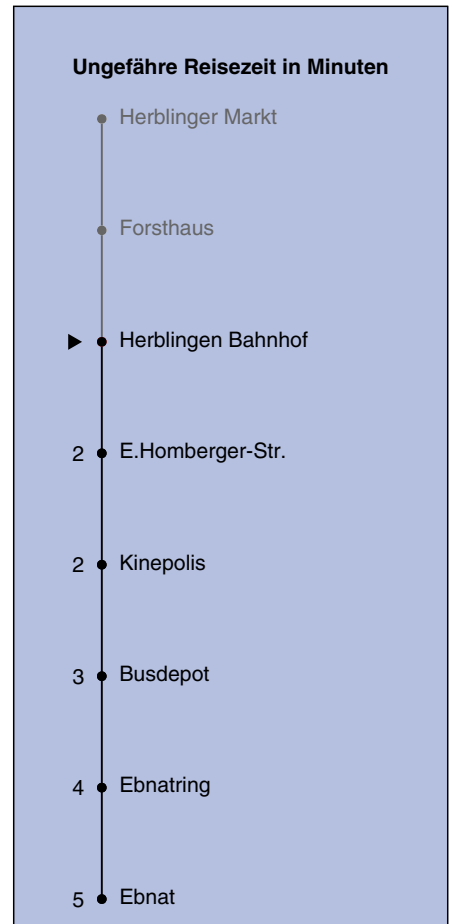 Ungefähre Reisezeit in Minuten
Herblinger Markt
Forsthaus
Herblingen Bahnhof
2 E.Homberger-Str.
2 Kinepolis
3 Busdepot
4 Ebnatring
5 Ebnat